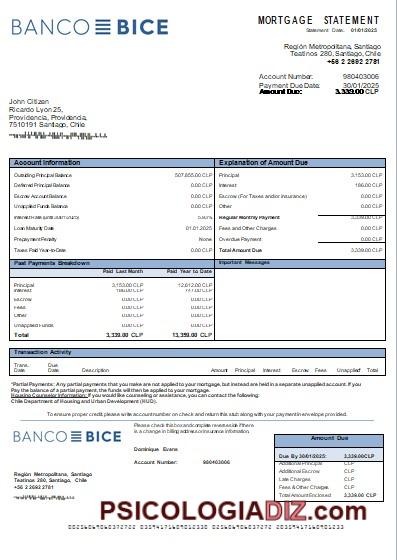 BANCO BICE
MORTGAGE STATEMENT
Statement Date: 01/01/2025
Región Metropolitana, Santiago
Teatinos 280, Santiago, Chile
+56 2 2692 2781
Account Number: 980403006
Payment Due Date: 30/01/2025
Amount Due: 3,339.00 CLP
John Citizen
Ricardo Lyon 25,
Providencia, Providencia,
7510191 Santiago, Chile
Account Information
Outstanding Principal Balance 507,855.00 CLP
Deferred Principal Balance 0.00 CLP
Escrow Account Balance 0.00 CLP
Unapplied Funds Balance 0.00 CLP
Loan Maturity Date 01.01.2025
Prepayment Penalty None
Taxes Paid Year-to-Date 0.00 CLP
Explanation of Amount Due
Principal 3,153.00 CLP
Interest 186.00 CLP
Escrow (For Taxes and/or insurance) 0.00 CLP
Other 0.00 CLP
Regular Monthly Payment 3,339.00 CLP
Fees and Other Charges 0.00 CLP
Overdue Payment 0.00 CLP
Total Amount Due 3,339.00 CLP
Past Payments Breakdown
Paid Last Month Paid Year to Date
Principal 3,153.00 CLP 12,612.00 CLP
Interest 186.00 CLP 747.00 CLP
Escrow 0.00 CLP 0.00 CLP
Fees 0.00 CLP 0.00 CLP
Other 0.00 CLP 0.00 CLP
Unapplied Funds 0.00 CLP 0.00 CLP
Total 3,339.00 CLP 13,359.00 CLP
Important Messages
Transaction Activity
Trans. Date Due Date Description Amount Principal Interest Escrow Fees Unapplied* Total
*Partial Payments: Any partial payments that you make are not applied to your mortgage, but instead are held in a separate unapplied account. If you
Pay the balance of a partial payment, the funds will then be applied to your mortgage.
Housing Counselor Information: If you would like counseling or assistance, you can contact the following:
Chile Department of Housing and Urban Development (HUD).
To ensure proper credit please write account number on check and return this stub along with your payment in envelope provided.
BANCO BICE
Please check this box and complete reverse side if there
is a change in billing address or insurance information.
Dominique Evans
Account Number: 980403006
Región Metropolitana, Santiago
Teatinos 280, Santiago, Chile
+56 2 2692 2781
Amount Due
Due By 30/01/2025: 3,339.00 CLP
Additional Principal CLP
Additional Escrow CLP
Late Charges CLP
Fees & Other Charges CLP
Total Amount Enclosed 3,339.00 CLP
PSICOLOGIADIZ.com